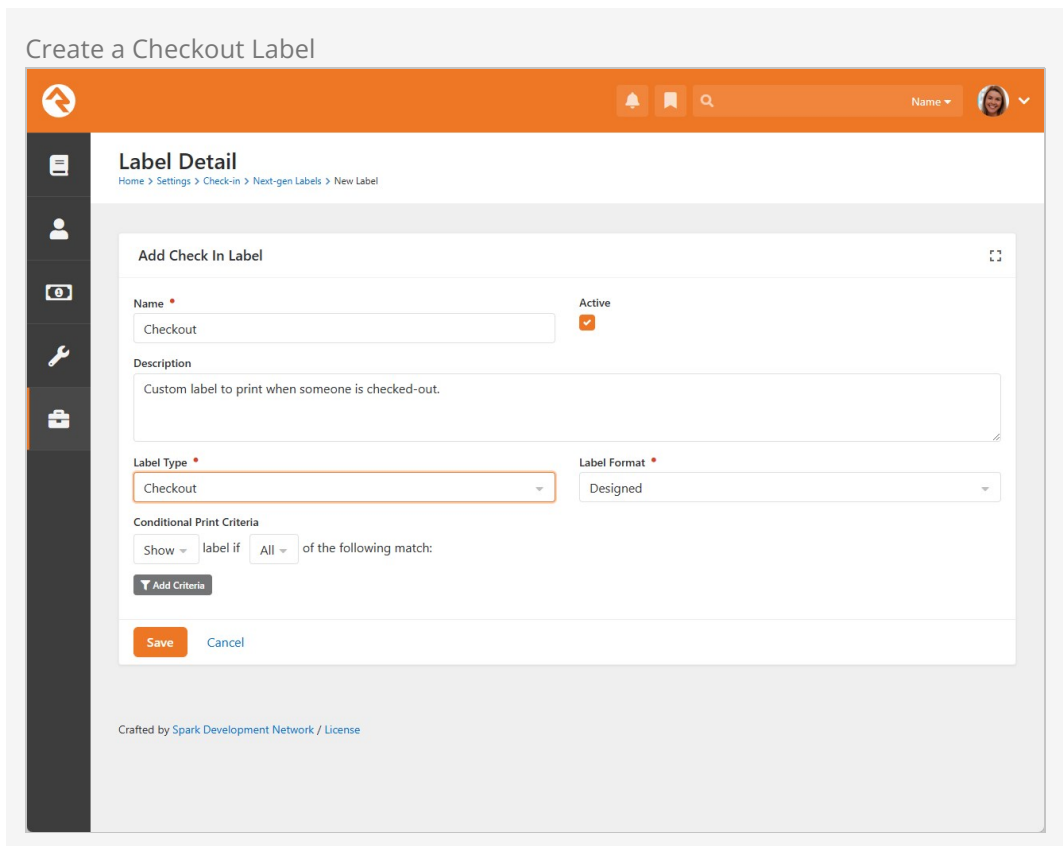 Create a Checkout Label
Name
Label Detail
Home > Settings > Check-in > Next-gen Labels > New Label
Add Check In Label
Name •
Active
Checkout
Description
Custom label to print when someone is checked-out.
Label Type •
Label Format •
Checkout
Designed
Conditional Print Criteria
Show label if All of the following match:
Add Criteria
Save Cancel
Crafted by Spark Development Network / License